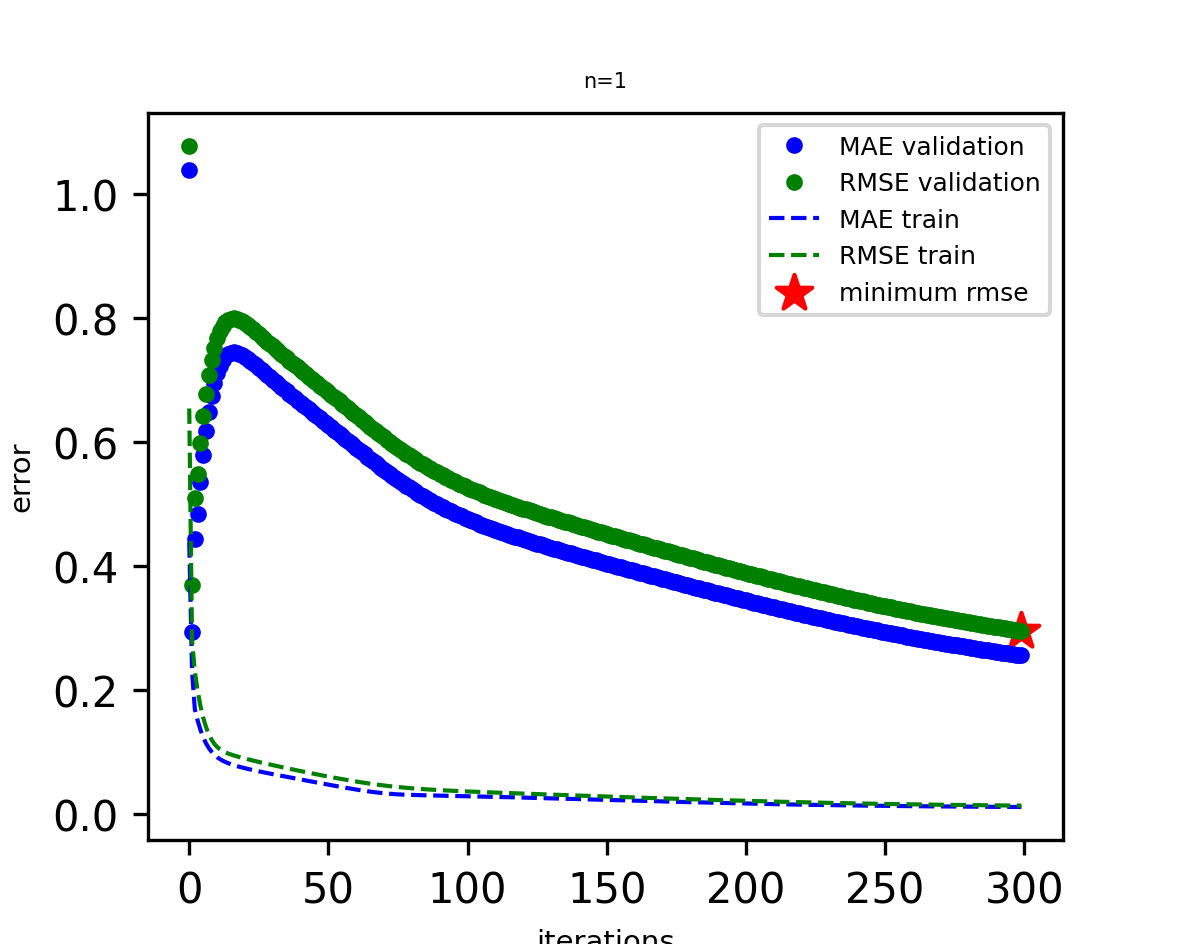 n=1
MAE validation
RMSE validation
MAE train
RMSE train
minimum rmse
error
1.0
0.8
0.6
0.4
0.2
0.0
0 50 100 150 200 250 300
iterations